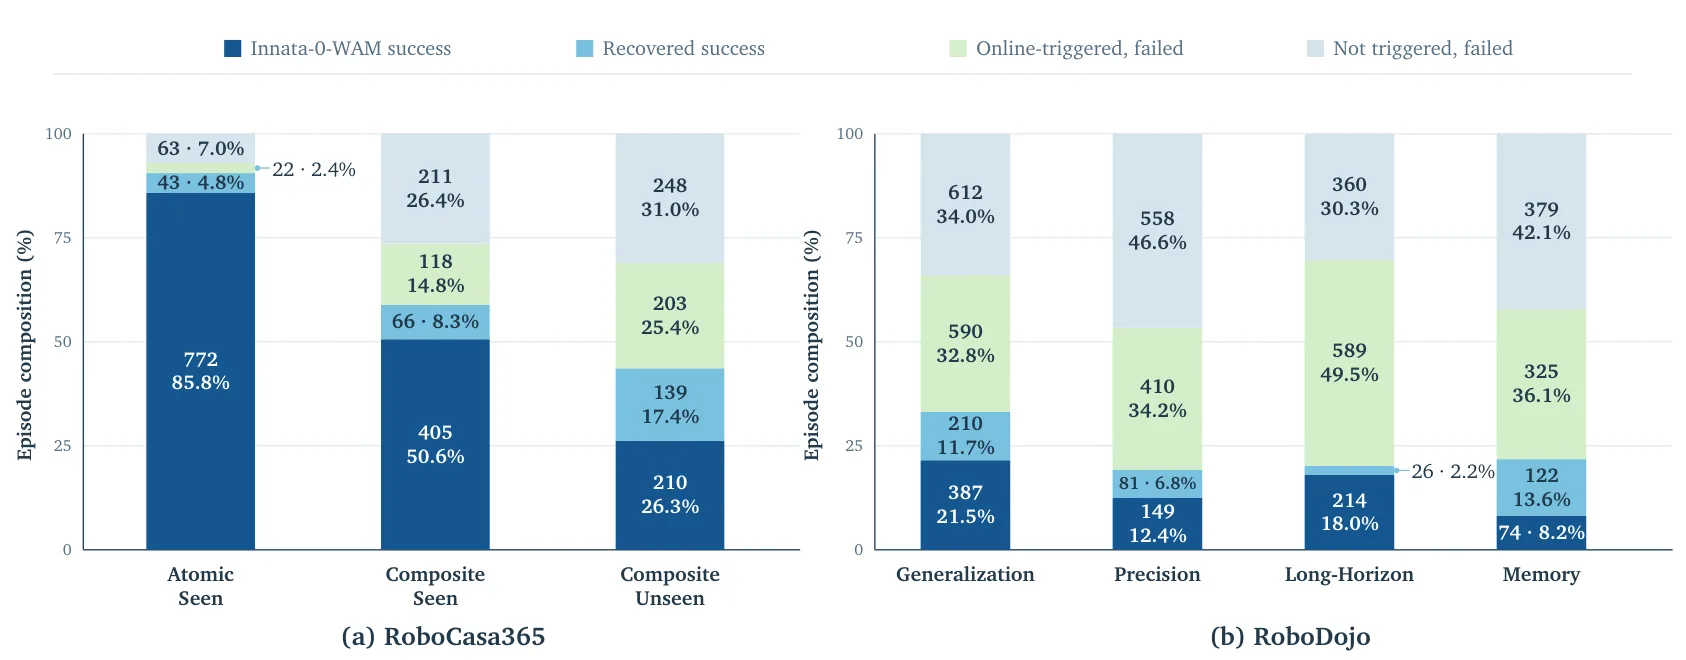 Innata-0-WAM success
Recovered success
Online-triggered, failed
Not triggered, failed
Episode composition (%)
100
75
50
25
0
63 · 7.0%
22 · 2.4%
43 · 4.8%
772
85.8%
211
26.4%
118
14.8%
66 · 8.3%
405
50.6%
248
31.0%
203
25.4%
139
17.4%
210
26.3%
Atomic
Seen
Composite
Seen
Composite
Unseen
(a) RoboCasa365
Episode composition (%)
100
75
50
25
0
612
34.0%
590
32.8%
210
11.7%
387
21.5%
558
46.6%
410
34.2%
81 · 6.8%
149
12.4%
360
30.3%
589
49.5%
26 · 2.2%
214
18.0%
379
42.1%
325
36.1%
122
13.6%
74 · 8.2%
Generalization
Precision
Long-Horizon
Memory
(b) RoboDojo